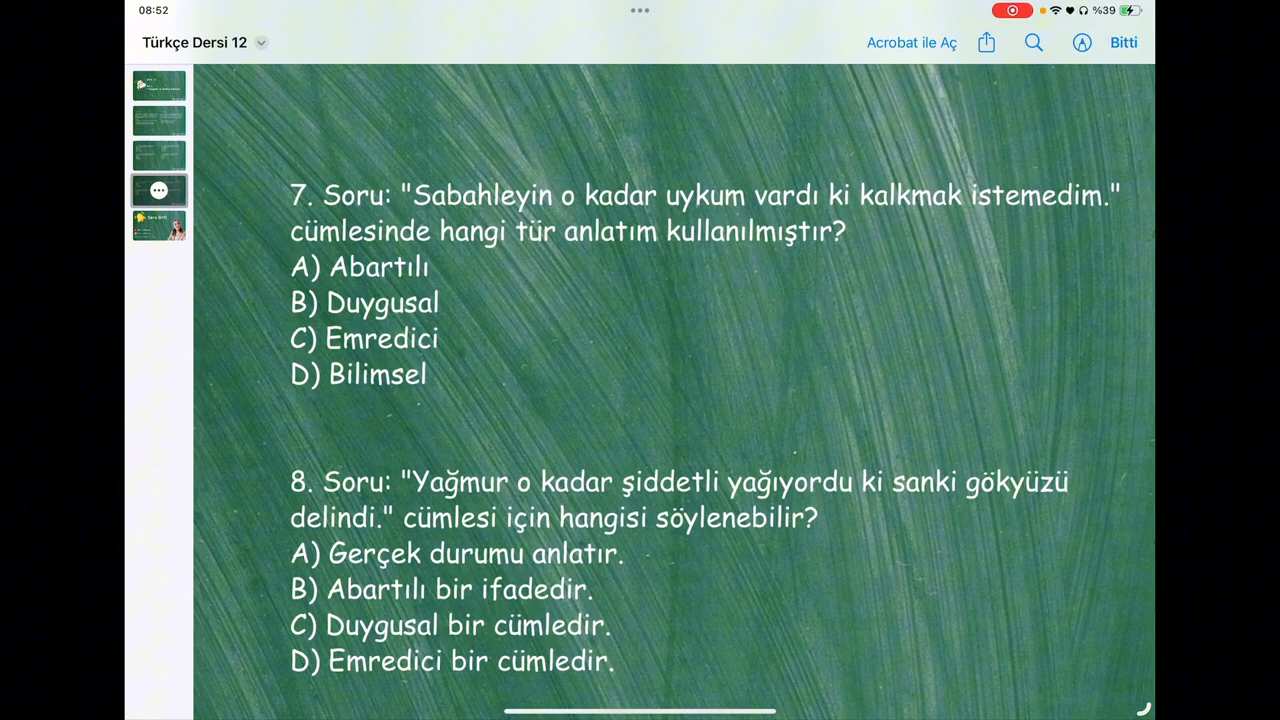 08:52
%39
Türkçe Dersi 12
Acrobat ile Aç
Bitti
7. Soru: "Sabahleyin o kadar uykum vardı ki kalkmak istemedim."
cümlesinde hangi tür anlatım kullanılmıştır?
A) Abartılı
B) Duygusal
C) Emredici
D) Bilimsel
8. Soru: "Yağmur o kadar şiddetli yağıyordu ki sanki gökyüzü
delindi." cümlesi için hangisi söylenebilir?
A) Gerçek durumu anlatır.
B) Abartılı bir ifadedir.
C) Duygusal bir cümledir.
D) Emredici bir cümledir.